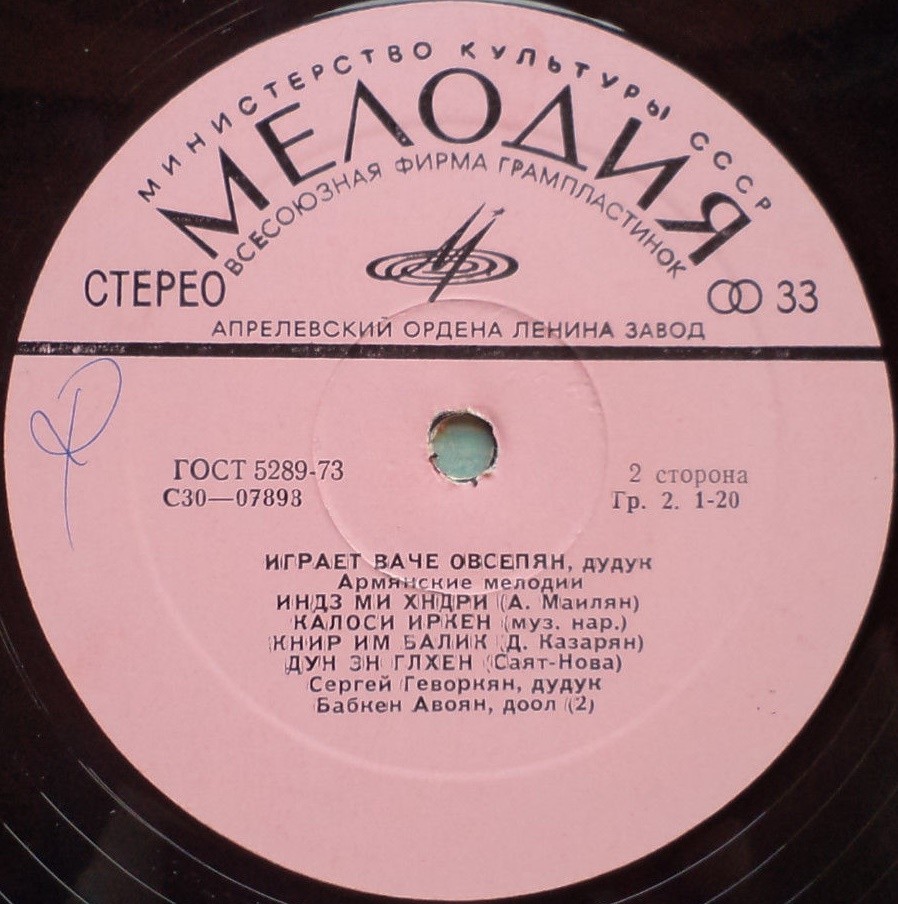 МИНИСТЕРСТВО КУЛЬТУРЫ СССР
МЕЛОДИЯ
ВСЕСОЮЗНАЯ ФИРМА ГРАМПЛАСТИНОК
СТЕРЕО
33
АПРЕЛЕВСКИЙ ОРДЕНА ЛЕНИНА ЗАВОД
ГОСТ 5289-73
С30—07898
2 сторона
Гр. 2. 1-20
ИГРАЕТ ВАЧЕ ОВСЕПЯН, дудук
Армянские мелодии
ИНДЗ МИ ХНДРИ (А. Маилян)
КАЛОСИ ИРКЕН (муз. нар.)
КНИР ИМ БАЛИК (Д. Казарян)
ДУН ЭН ГЛХЕН (Саят-Нова)
Сергей Геворкян, дудук
Бабкен Авоян, доол (2)